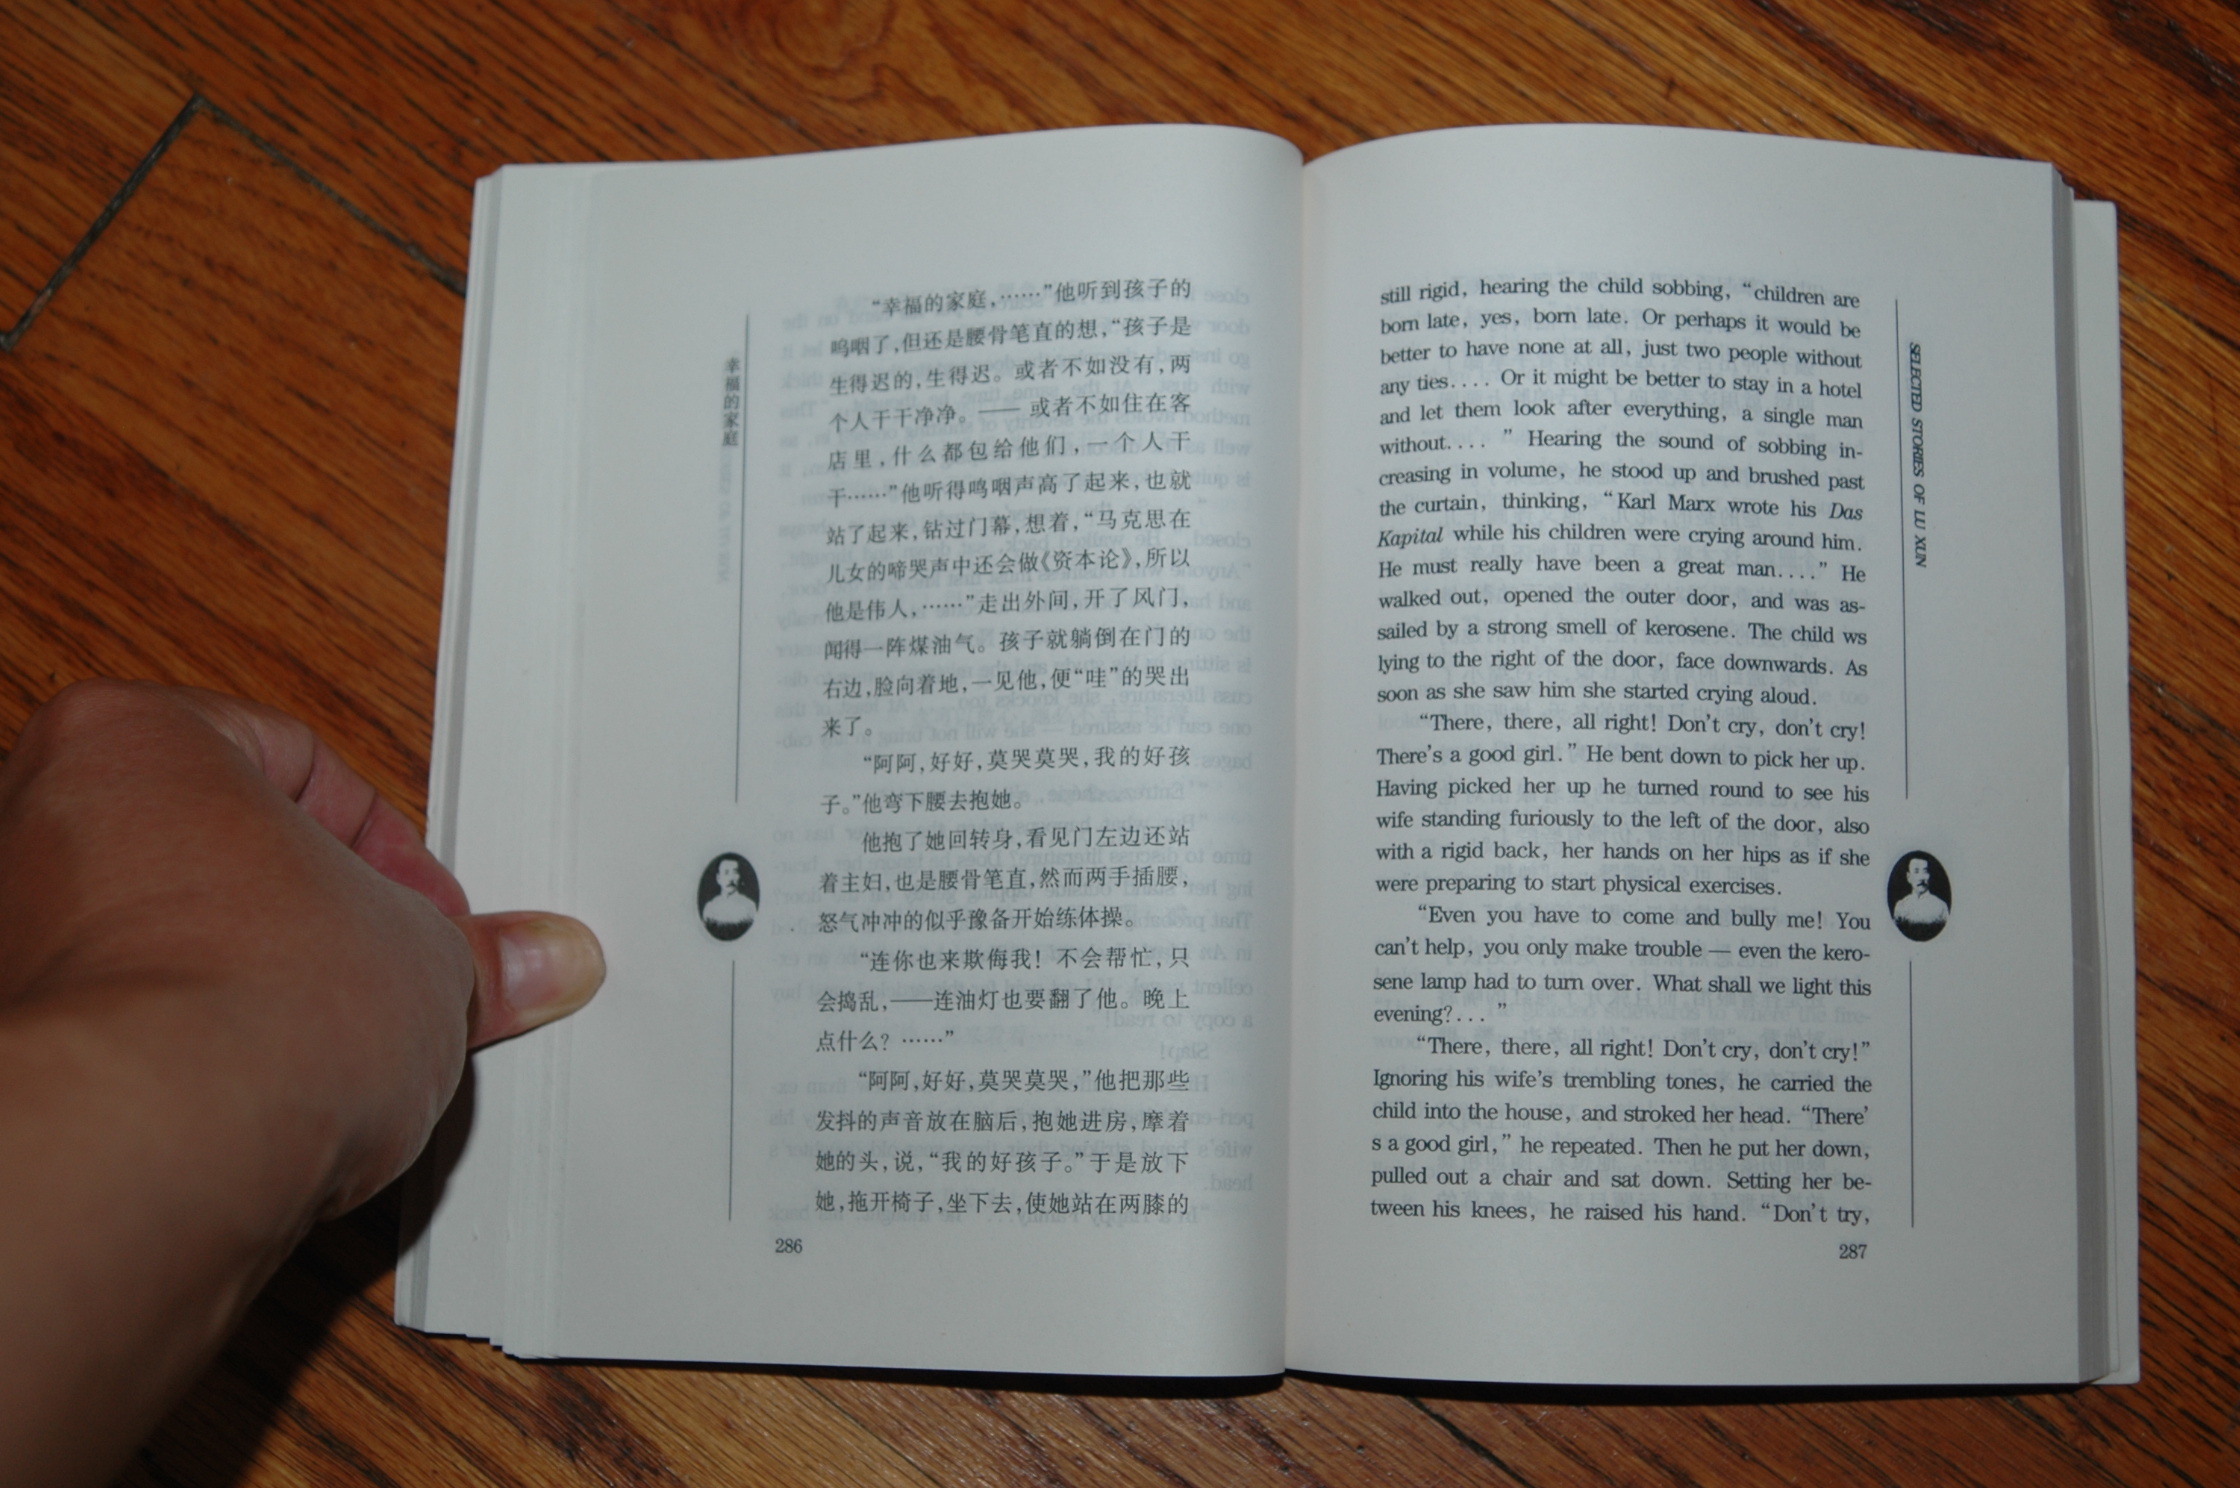 幸福的家庭
“幸福的家庭，……”他听到孩子的
呜咽了，但还是腰骨笔直的想，“孩子是
生得迟的，生得迟。或者不如没有，两
个人干干净净。—— 或者不如住在客
店里，什么都包给他们，一个人干
干……”他听得呜咽声高了起来，也就
站了起来，钻过门幕，想着，“马克思在
儿女的啼哭声中还会做《资本论》，所以
他是伟人，……”走出外间，开了风门，
闻得一阵煤油气。孩子就躺倒在门的
右边，脸向着地，一见他，便“哇”的哭出
来了。
“阿阿，好好，莫哭莫哭，我的好孩
子。”他弯下腰去抱她。
他抱了她回转身，看见门左边还站
着主妇，也是腰骨笔直，然而两手插腰，
怒气冲冲的似乎豫备开始练体操。
“连你也来欺侮我！不会帮忙，只
会捣乱，——连油灯也要翻了他。晚上
点什么？……”
“阿阿，好好，莫哭莫哭，”他把那些
发抖的声音放在脑后，抱她进房，摩着
她的头，说，“我的好孩子。”于是放下
她，拖开椅子，坐下去，使她站在两膝的
286
still rigid, hearing the child sobbing, “children are
born late, yes, born late. Or perhaps it would be
better to have none at all, just two people without
any ties.... Or it might be better to stay in a hotel
and let them look after everything, a single man
without.... ” Hearing the sound of sobbing in-
creasing in volume, he stood up and brushed past
the curtain, thinking, “Karl Marx wrote his Das
Kapital while his children were crying around him.
He must really have been a great man....” He
walked out, opened the outer door, and was as-
sailed by a strong smell of kerosene. The child ws
lying to the right of the door, face downwards. As
soon as she saw him she started crying aloud.
“There, there, all right! Don't cry, don't cry!
There's a good girl.” He bent down to pick her up.
Having picked her up he turned round to see his
wife standing furiously to the left of the door, also
with a rigid back, her hands on her hips as if she
were preparing to start physical exercises.
“Even you have to come and bully me! You
can't help, you only make trouble — even the kero-
sene lamp had to turn over. What shall we light this
evening?... ”
“There, there, all right! Don't cry, don't cry!”
Ignoring his wife's trembling tones, he carried the
child into the house, and stroked her head. “There'
s a good girl,” he repeated. Then he put her down,
pulled out a chair and sat down. Setting her be-
tween his knees, he raised his hand. “Don't try,
287
SELECTED STORIES OF LU XUN